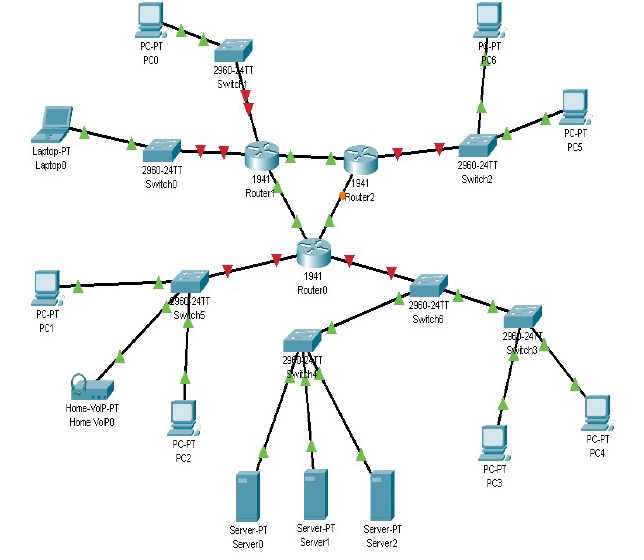 PC-PT
PC0
2960-24TT
Switch1
PC-PT
PC6
Laptop-PT
Laptop0
2960-24TT
Switch0
1941
Router1
1941
Router2
2960-24TT
Switch2
PC-PT
PC5
1941
Router0
PC-PT
PC1
2960-24TT
Switch5
2960-24TT
Switch6
2960-24TT
Switch3
2960-24TT
Switch4
Home-VoIP-PT
Home VoIP0
PC-PT
PC2
PC-PT
PC3
PC-PT
PC4
Server-PT
Server0
Server-PT
Server1
Server-PT
Server2